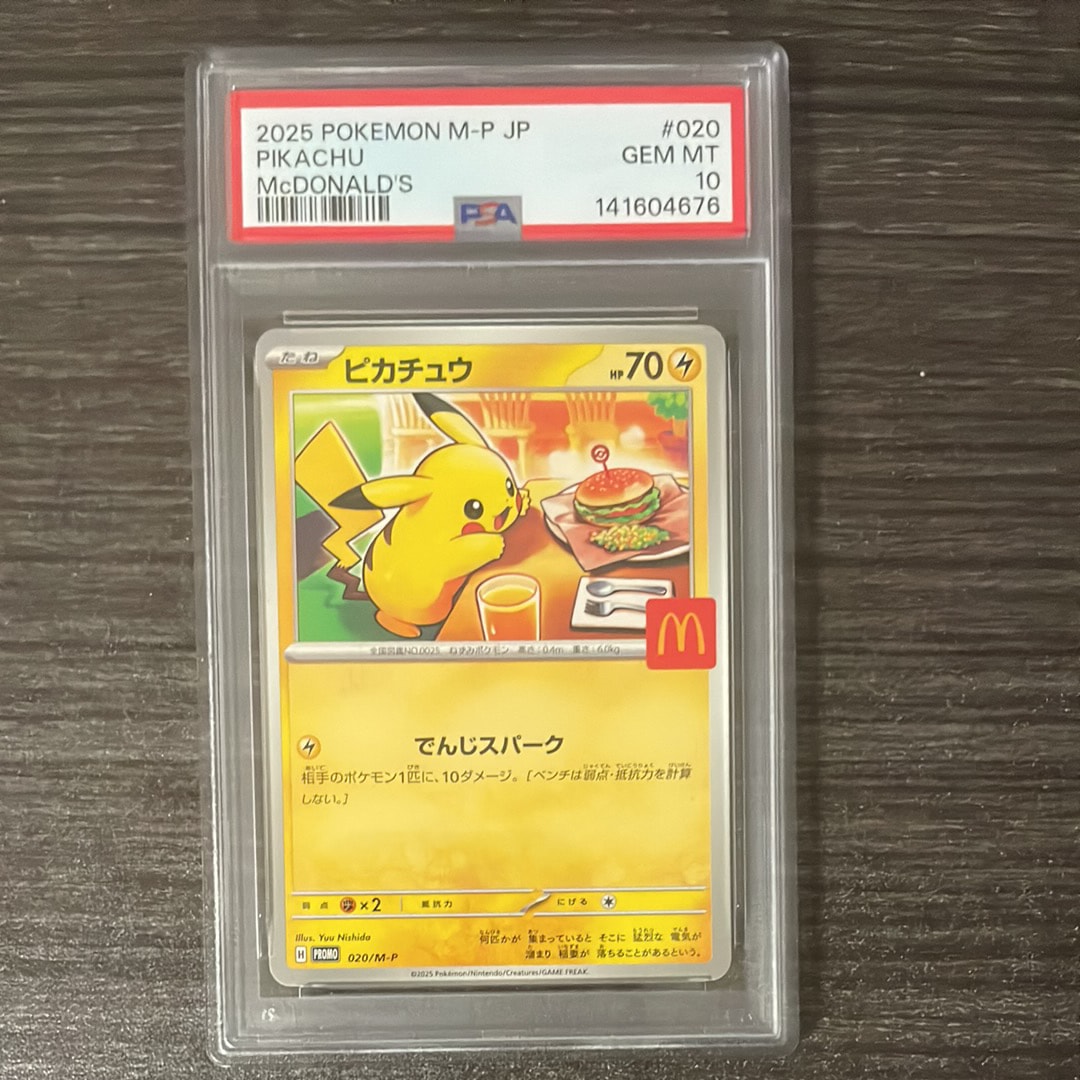 2025 POKEMON M-P JP #020
PIKACHU GEM MT
McDONALD'S 10
141604676
PSA
たね ピカチュウ HP70
全国図鑑NO.0025 ねずみポケモン 高さ:0.4m 重さ:6.0kg
でんじスパーク
相手のポケモン1匹に、10ダメージ。[ベンチは弱点・抵抗力を計算
しない。]
弱点 ×2 抵抗力 にげる
Illus. Yuu Nishida
何匹かが 集まっていると そこに 猛烈な 電気が
溜まり 稲妻が 落ちることがあるという。
H PROMO 020/M-P
©2025 Pokémon/Nintendo/Creatures/GAME FREAK.